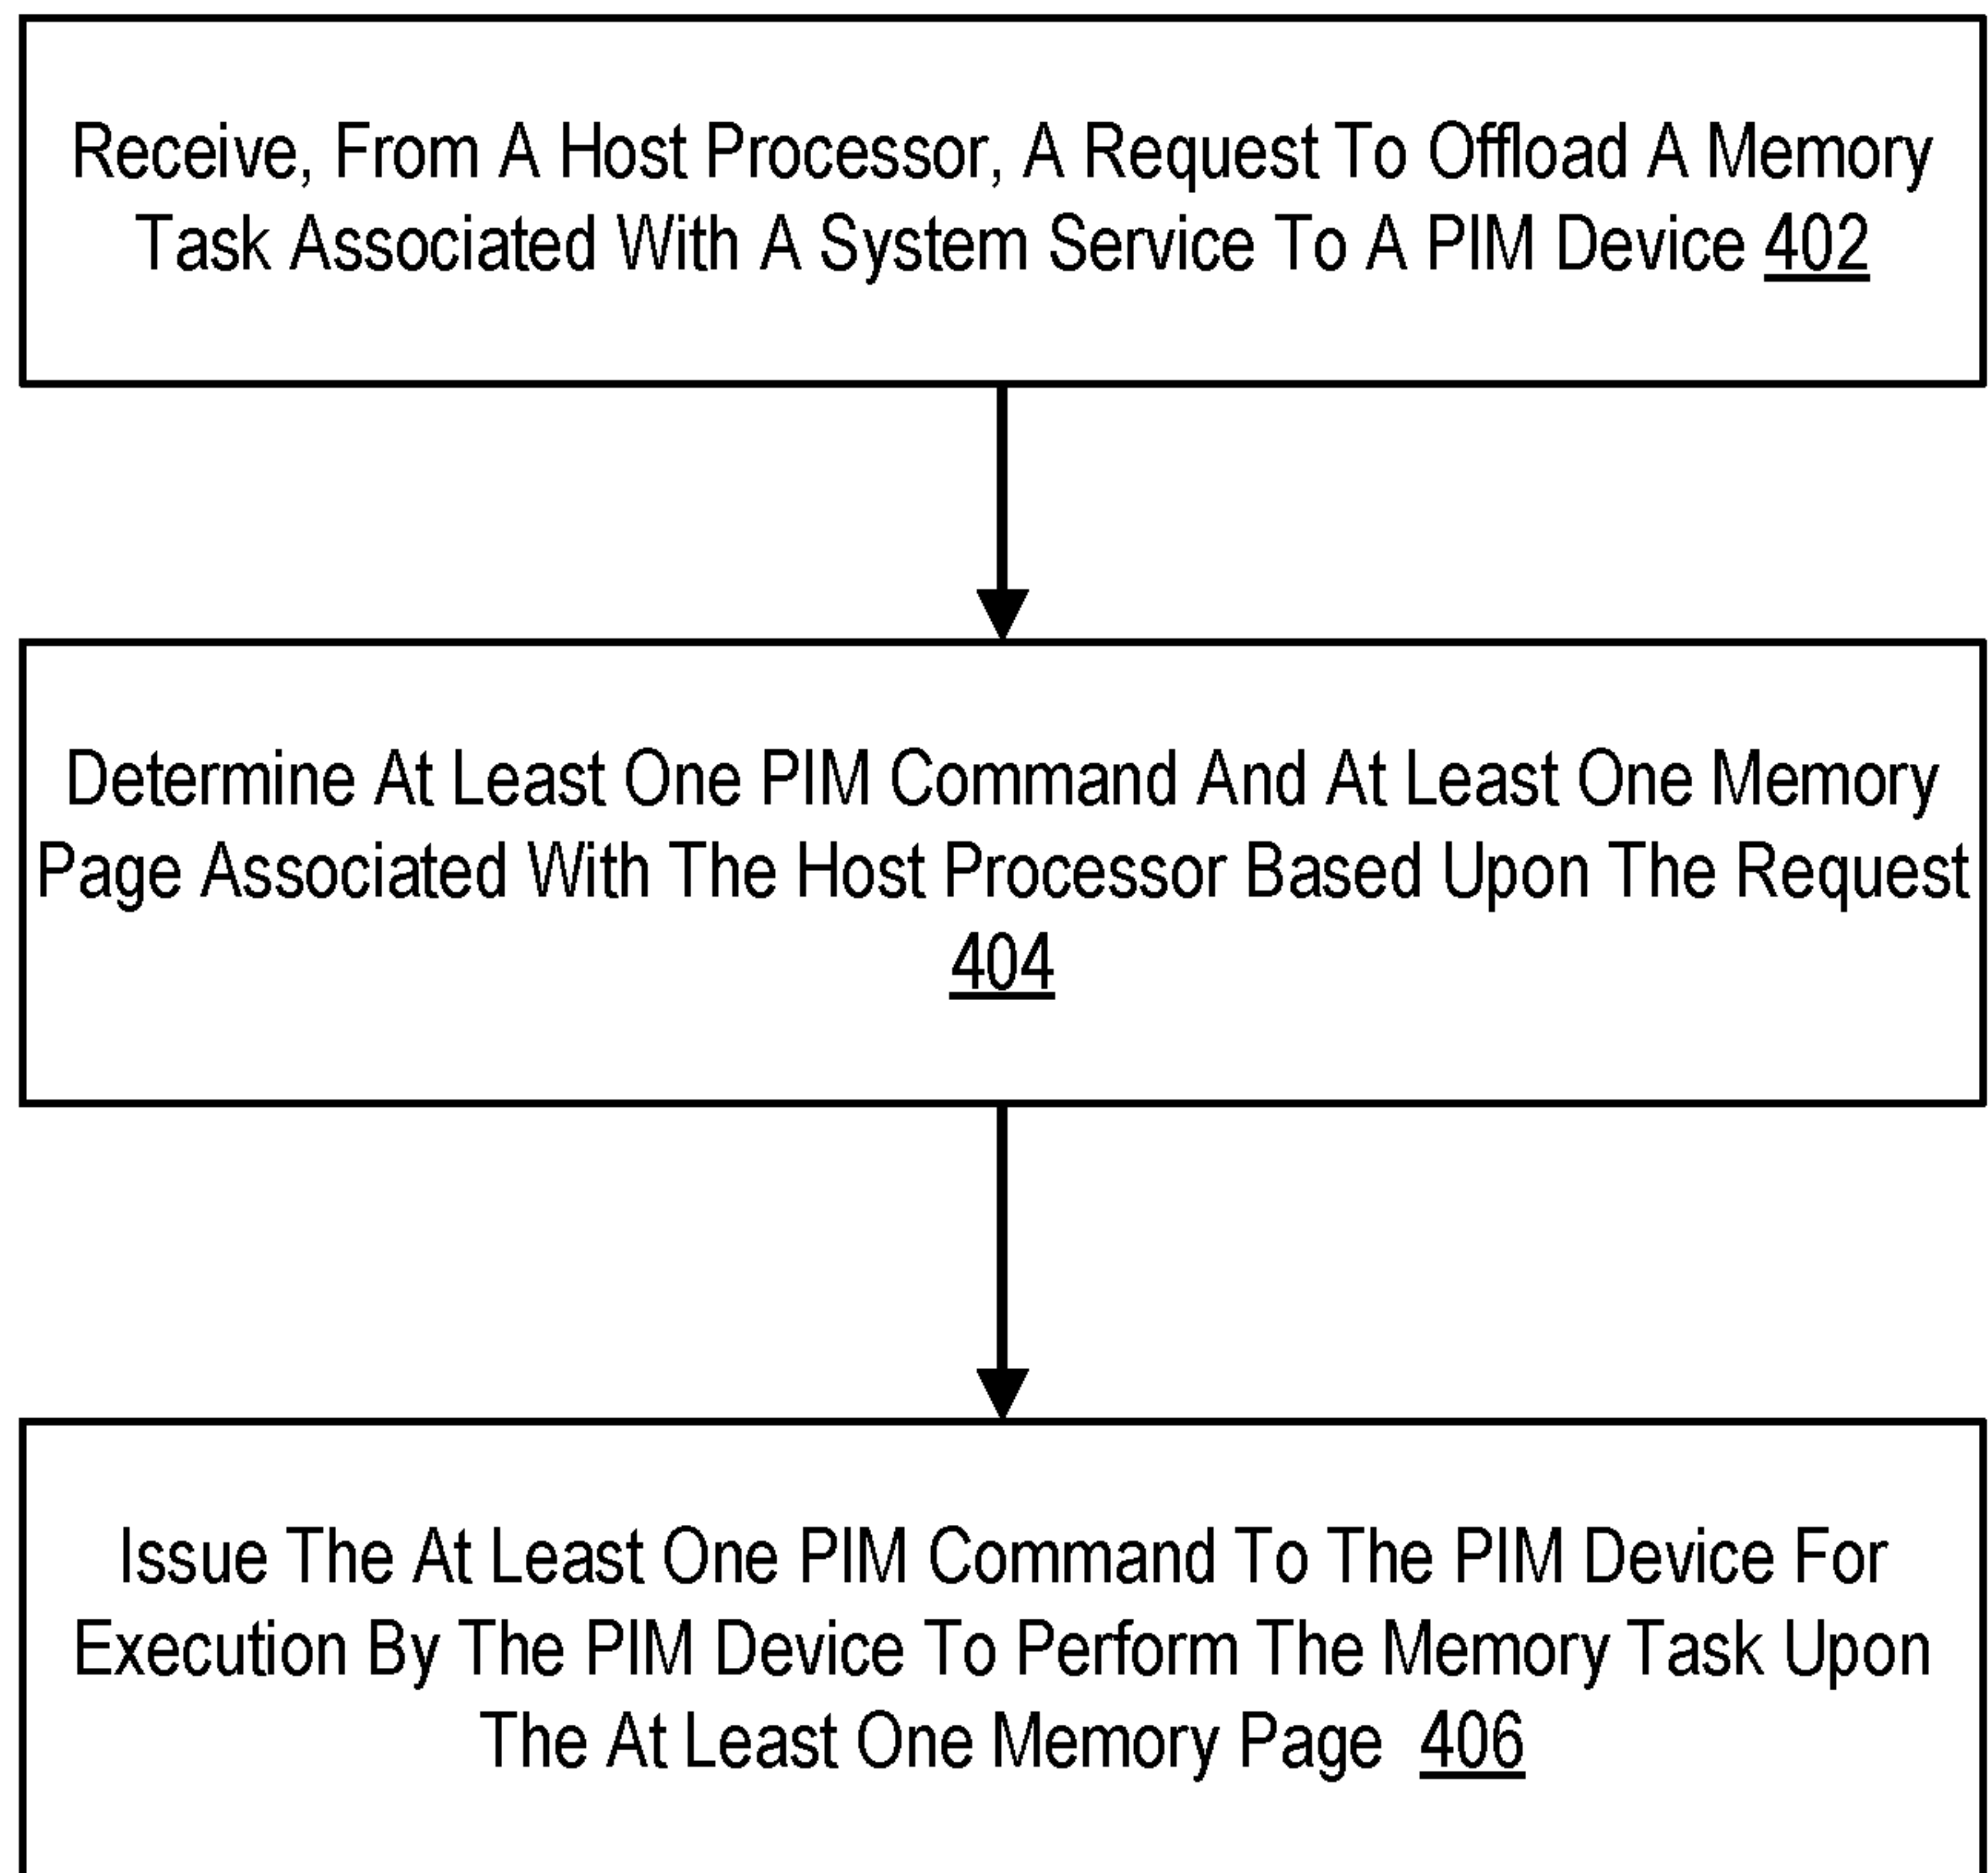 Receive, From A Host Processor, A Request To Offload A Memory
Task Associated With A System Service To A PIM Device 402
Determine At Least One PIM Command And At Least One Memory
Page Associated With The Host Processor Based Upon The Request
404
Issue The At Least One PIM Command To The PIM Device For
Execution By The PIM Device To Perform The Memory Task Upon
The At Least One Memory Page 406